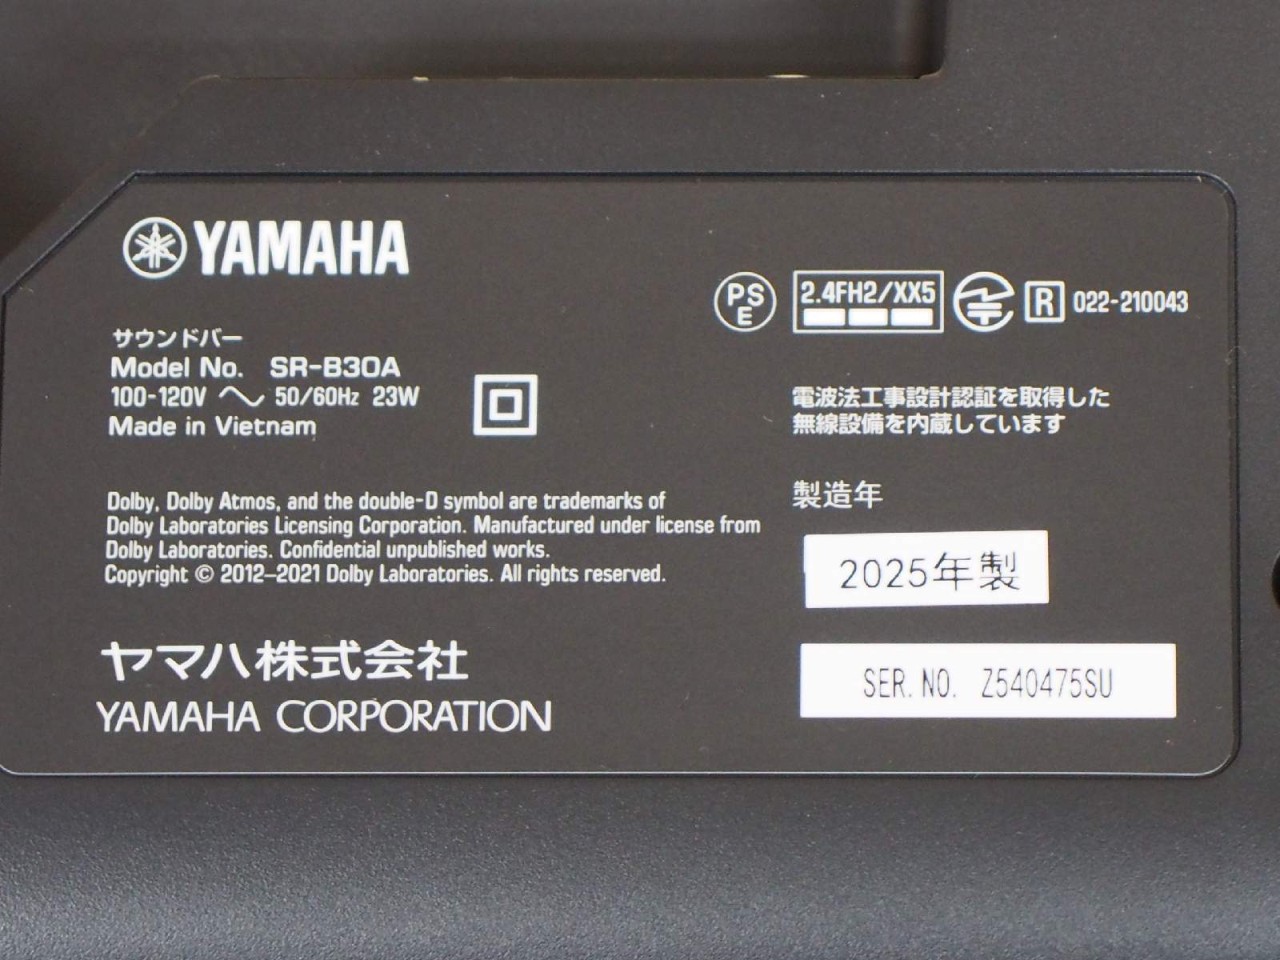 YAMAHA
サウンドバー
Model No. SR-B30A
100-120V 〜 50/60Hz 23W
Made in Vietnam
Dolby, Dolby Atmos, and the double-D symbol are trademarks of
Dolby Laboratories Licensing Corporation. Manufactured under license from
Dolby Laboratories. Confidential unpublished works.
Copyright © 2012–2021 Dolby Laboratories. All rights reserved.
ヤマハ株式会社
YAMAHA CORPORATION
PSE
2.4FH2/XX5
R 022-210043
電波法工事設計認証を取得した
無線設備を内蔵しています
製造年
2025年製
SER. NO. Z540475SU